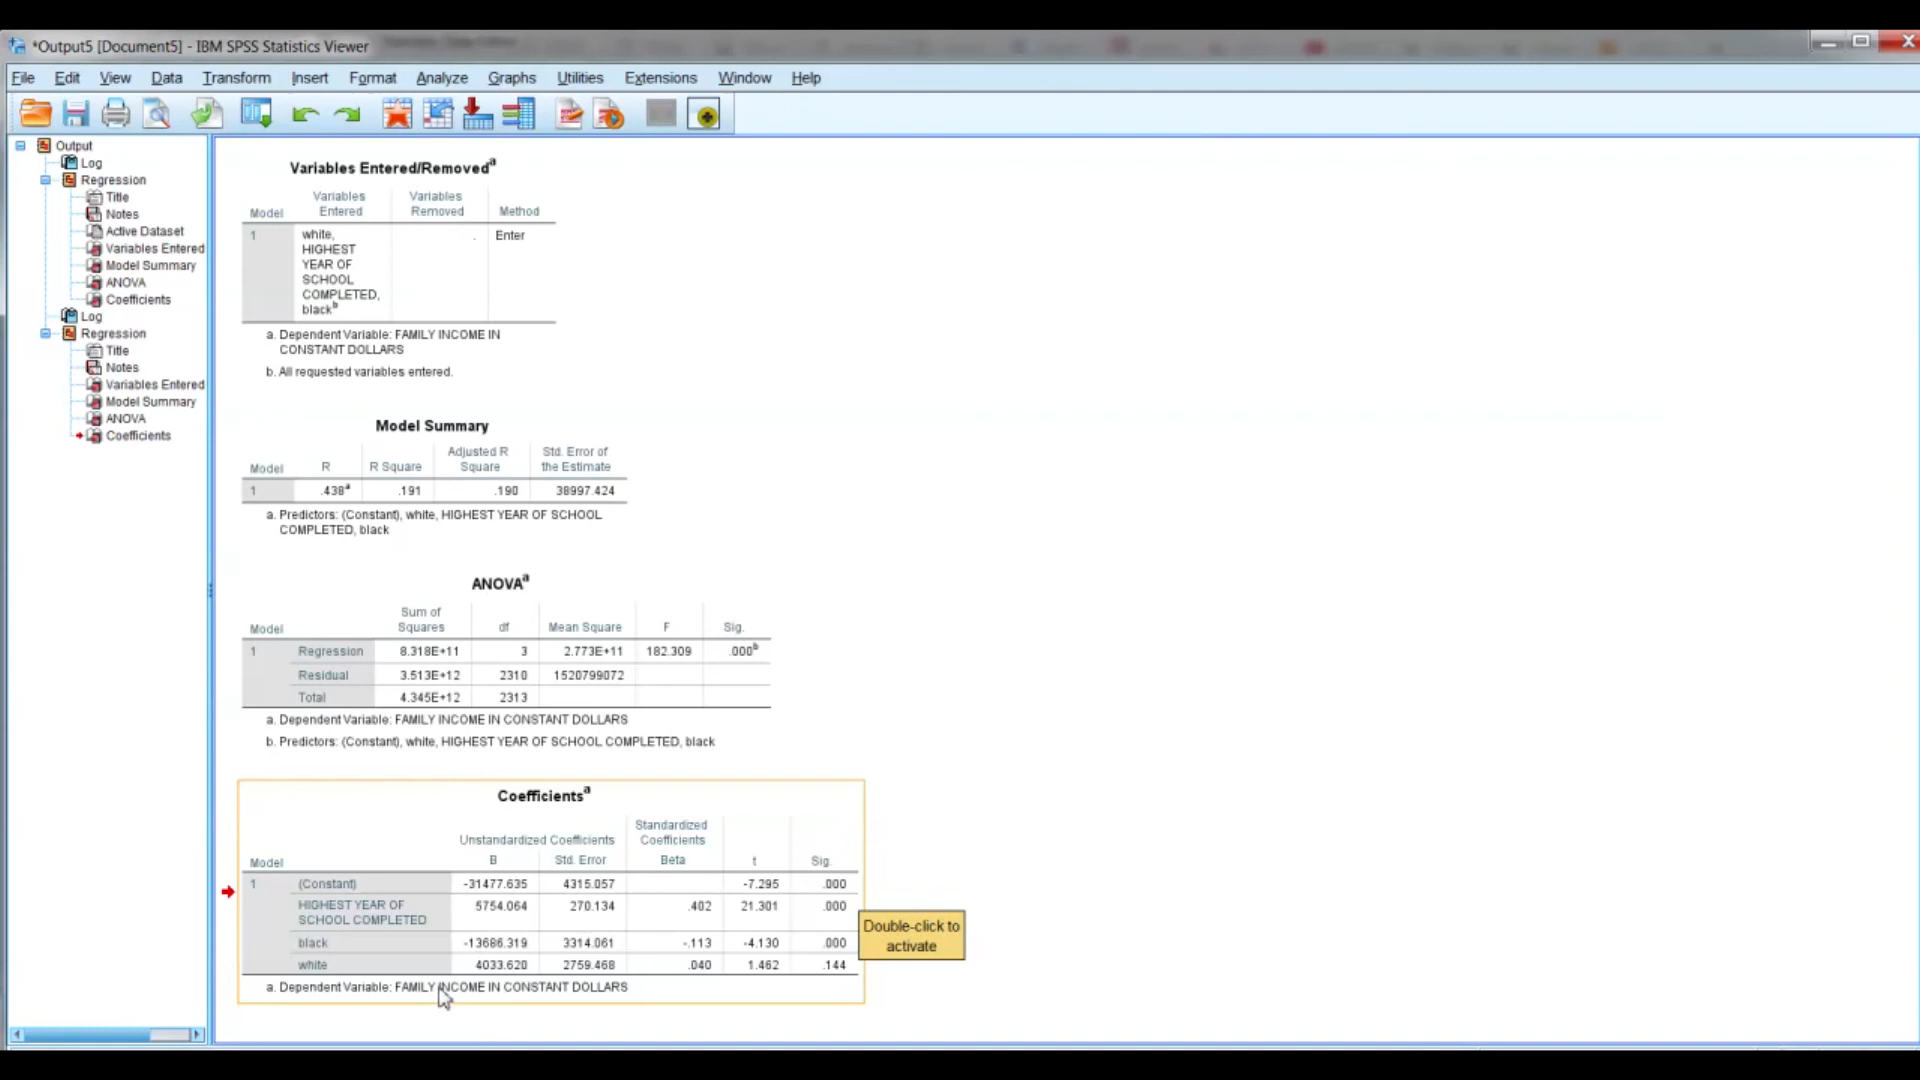 *Output5 [Document5] - IBM SPSS Statistics Viewer
File Edit View Data Transform Insert Format Analyze Graphs Utilities Extensions Window Help
Output
Log
Regression
Title
Notes
Active Dataset
Variables Entered
Model Summary
ANOVA
Coefficients
Log
Regression
Title
Notes
Variables Entered
Model Summary
ANOVA
Coefficients
Variables Entered/Removedᵃ
Model Variables Entered Variables Removed Method
1 white, HIGHEST YEAR OF SCHOOL COMPLETED, blackᵇ . Enter
a. Dependent Variable: FAMILY INCOME IN
CONSTANT DOLLARS
b. All requested variables entered.
Model Summary
Model R R Square Adjusted R Square Std. Error of the Estimate
1 .438ᵃ .191 .190 38997.424
a. Predictors: (Constant), white, HIGHEST YEAR OF SCHOOL
COMPLETED, black
ANOVAᵃ
Model Sum of Squares df Mean Square F Sig.
1 Regression 8.318E+11 3 2.773E+11 182.309 .000ᵇ
Residual 3.513E+12 2310 1520799072
Total 4.345E+12 2313
a. Dependent Variable: FAMILY INCOME IN CONSTANT DOLLARS
b. Predictors: (Constant), white, HIGHEST YEAR OF SCHOOL COMPLETED, black
Coefficientsᵃ
Unstandardized Coefficients Standardized Coefficients
Model B Std. Error Beta t Sig.
1 (Constant) -31477.635 4315.057 -7.295 .000
HIGHEST YEAR OF SCHOOL COMPLETED 5754.064 270.134 .402 21.301 .000
black -13686.319 3314.061 -.113 -4.130 .000
white 4033.620 2759.468 .040 1.462 .144
a. Dependent Variable: FAMILY INCOME IN CONSTANT DOLLARS
Double-click to
activate